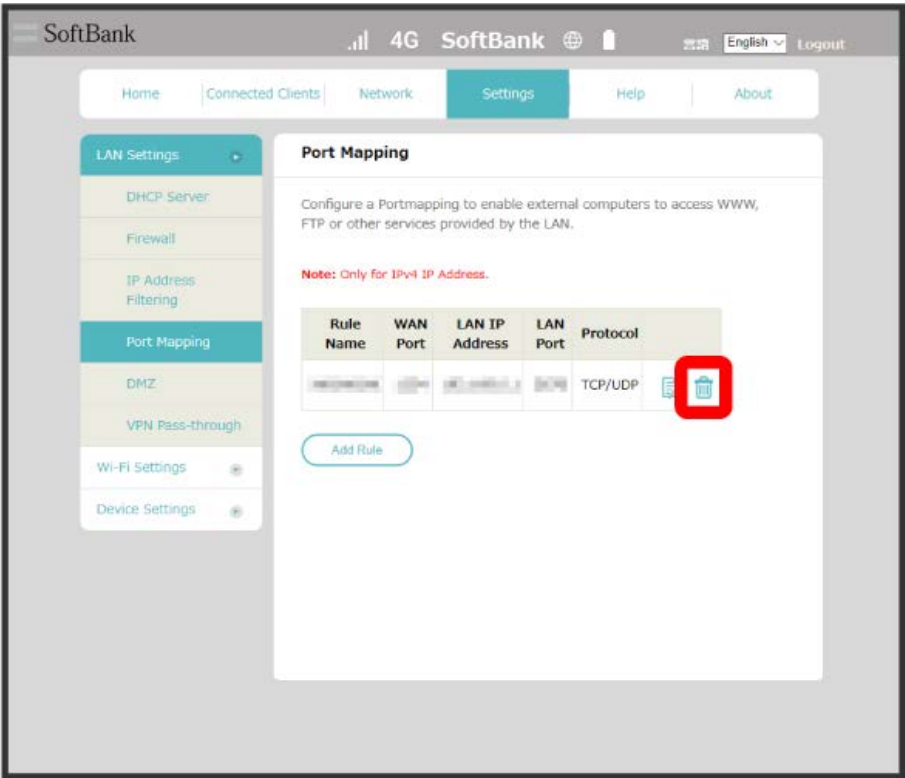 SoftBank
4G SoftBank
言語 English Logout
Home Connected Clients Network Settings Help About
LAN Settings
DHCP Server
Firewall
IP Address
Filtering
Port Mapping
DMZ
VPN Pass-through
Wi-Fi Settings
Device Settings
Port Mapping
Configure a Portmapping to enable external computers to access WWW,
FTP or other services provided by the LAN.
Note: Only for IPv4 IP Address.
Rule Name WAN Port LAN IP Address LAN Port Protocol
TCP/UDP
Add Rule